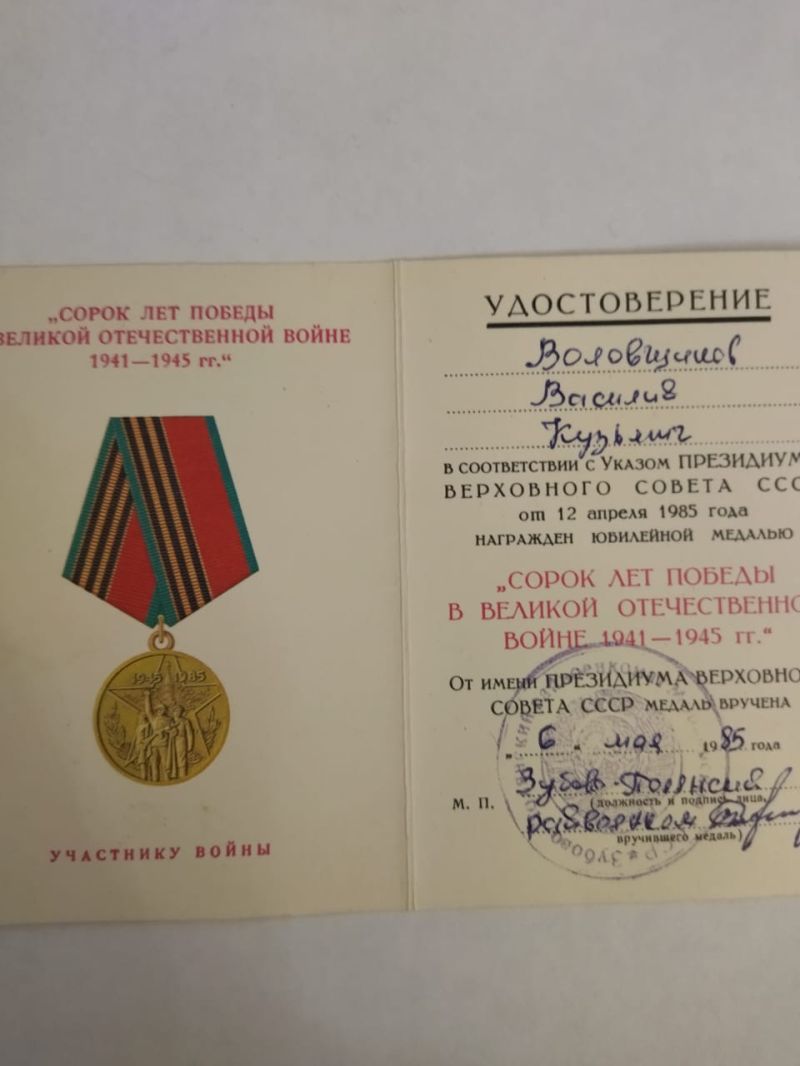 „СОРОК ЛЕТ ПОБЕДЫ
ВЕЛИКОЙ ОТЕЧЕСТВЕННОЙ ВОЙНЕ
1941—1945 гг.“
1945 1985
УЧАСТНИКУ ВОЙНЫ
УДОСТОВЕРЕНИЕ
Воловщиков
Василий
Кузьмич
В СООТВЕТСТВИИ С УКАЗОМ ПРЕЗИДИУМ
ВЕРХОВНОГО СОВЕТА ССС
от 12 апреля 1985 года
НАГРАЖДЕН ЮБИЛЕЙНОЙ МЕДАЛЬЮ
„СОРОК ЛЕТ ПОБЕДЫ
В ВЕЛИКОЙ ОТЕЧЕСТВЕННО
ВОЙНЕ 1941—1945 гг.“
От имени ПРЕЗИДИУМА ВЕРХОВНО
СОВЕТА СССР МЕДАЛЬ ВРУЧЕНА
„6“ мая 1985 года
Зубово-Полянский
М. П. (должность и подпись лица,
райвоенком
вручившего медаль)